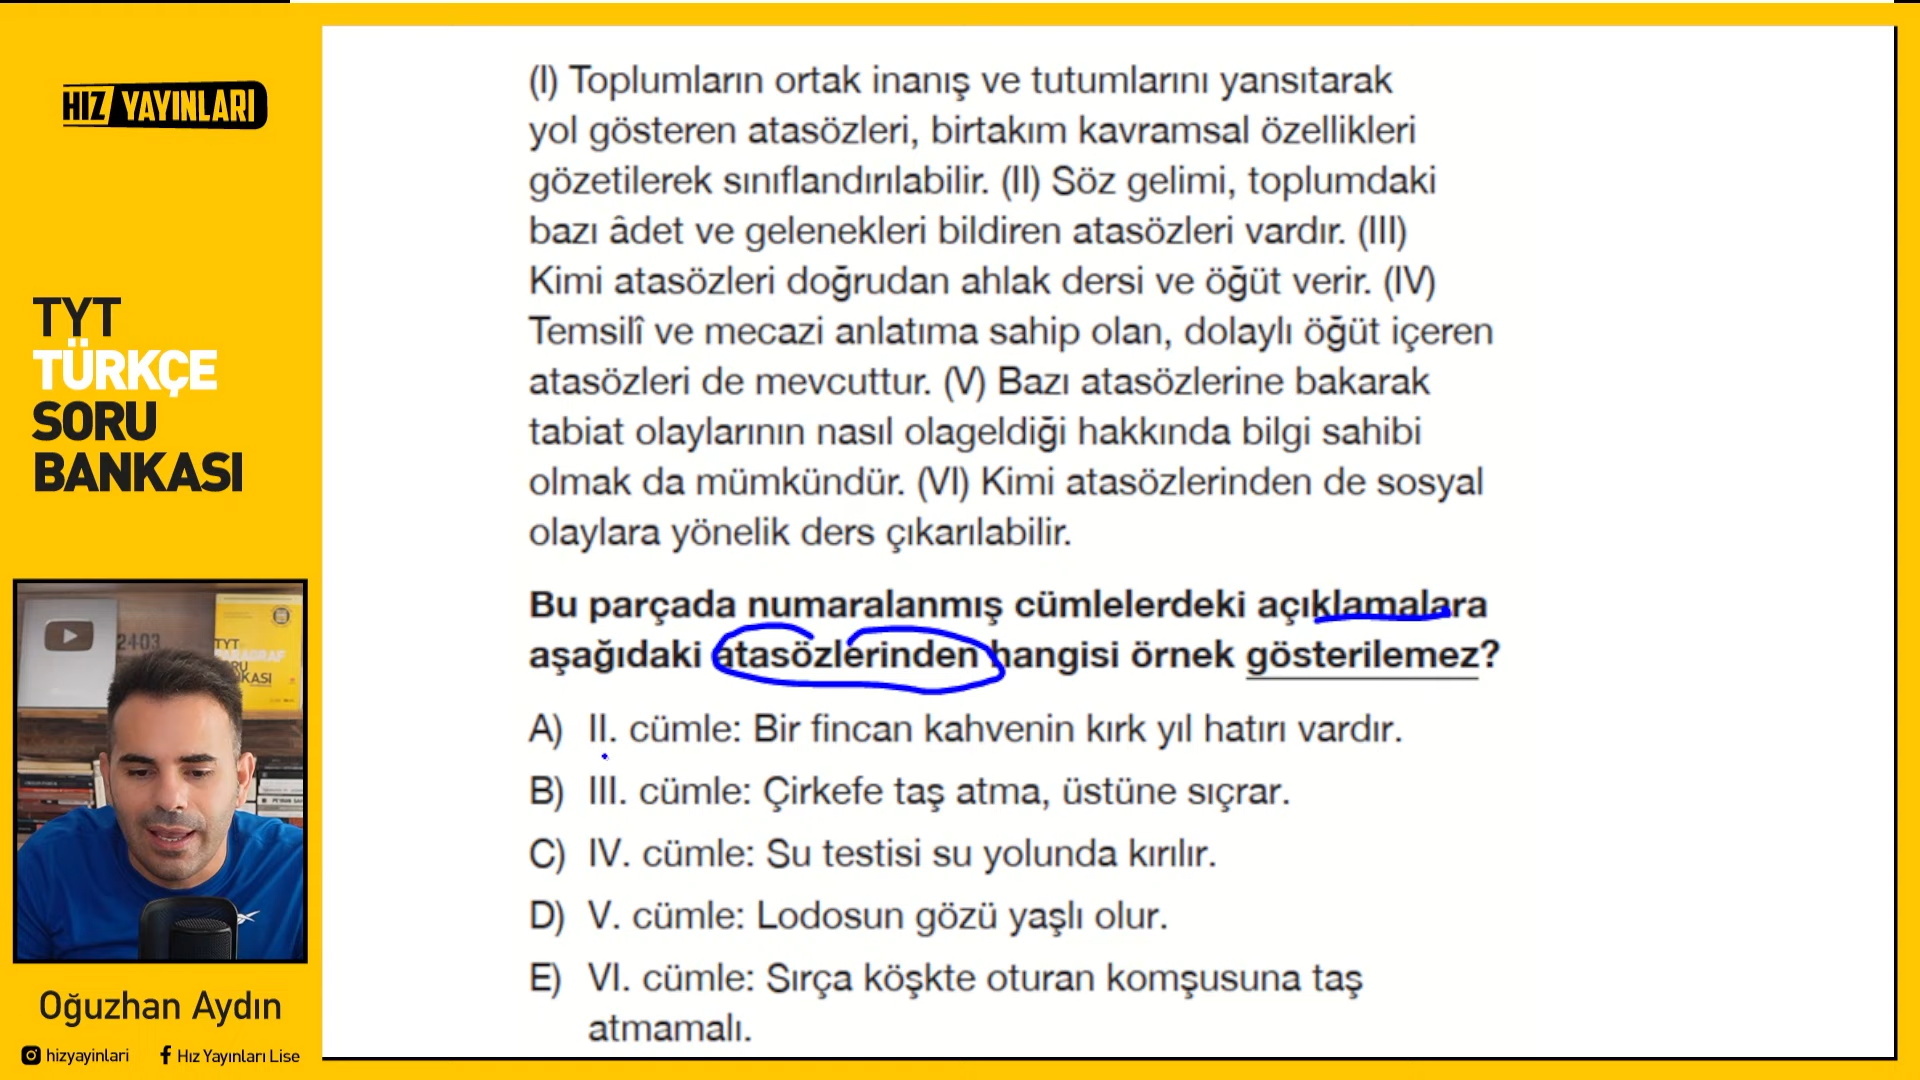 HIZ YAYINLARI
TYT
TÜRKÇE
SORU
BANKASI
2403
TYT
Oğuzhan Aydın
hizyayinlari
Hız Yayınları Lise
(I) Toplumların ortak inanış ve tutumlarını yansıtarak
yol gösteren atasözleri, birtakım kavramsal özellikleri
gözetilerek sınıflandırılabilir. (II) Söz gelimi, toplumdaki
bazı âdet ve gelenekleri bildiren atasözleri vardır. (III)
Kimi atasözleri doğrudan ahlak dersi ve öğüt verir. (IV)
Temsilî ve mecazi anlatıma sahip olan, dolaylı öğüt içeren
atasözleri de mevcuttur. (V) Bazı atasözlerine bakarak
tabiat olaylarının nasıl olageldiği hakkında bilgi sahibi
olmak da mümkündür. (VI) Kimi atasözlerinden de sosyal
olaylara yönelik ders çıkarılabilir.
Bu parçada numaralanmış cümlelerdeki açıklamalara
aşağıdaki atasözlerinden hangisi örnek gösterilemez?
A) II. cümle: Bir fincan kahvenin kırk yıl hatırı vardır.
B) III. cümle: Çirkefe taş atma, üstüne sıçrar.
C) IV. cümle: Su testisi su yolunda kırılır.
D) V. cümle: Lodosun gözü yaşlı olur.
E) VI. cümle: Sırça köşkte oturan komşusuna taş
atmamalı.